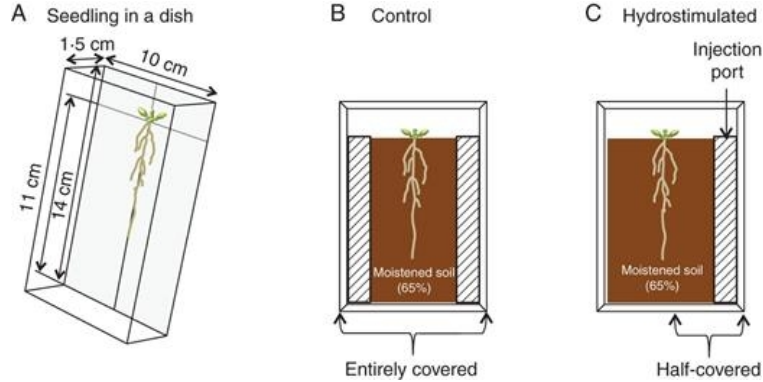 A
Seedling in a dish
1·5 cm
10 cm
11 cm
14 cm
B
Control
Moistened soil
(65%)
Entirely covered
C
Hydrostimulated
Injection
port
Moistened soil
(65%)
Half-covered